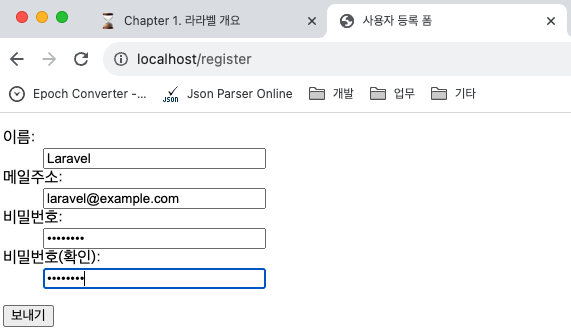 Chapter 1. 라라벨 개요
사용자 등록 폼
localhost/register
Epoch Converter -... Json Parser Online 개발 업무 기타
이름:
Laravel
메일주소:
laravel@example.com
비밀번호:
••••••••
비밀번호(확인):
••••••••
보내기